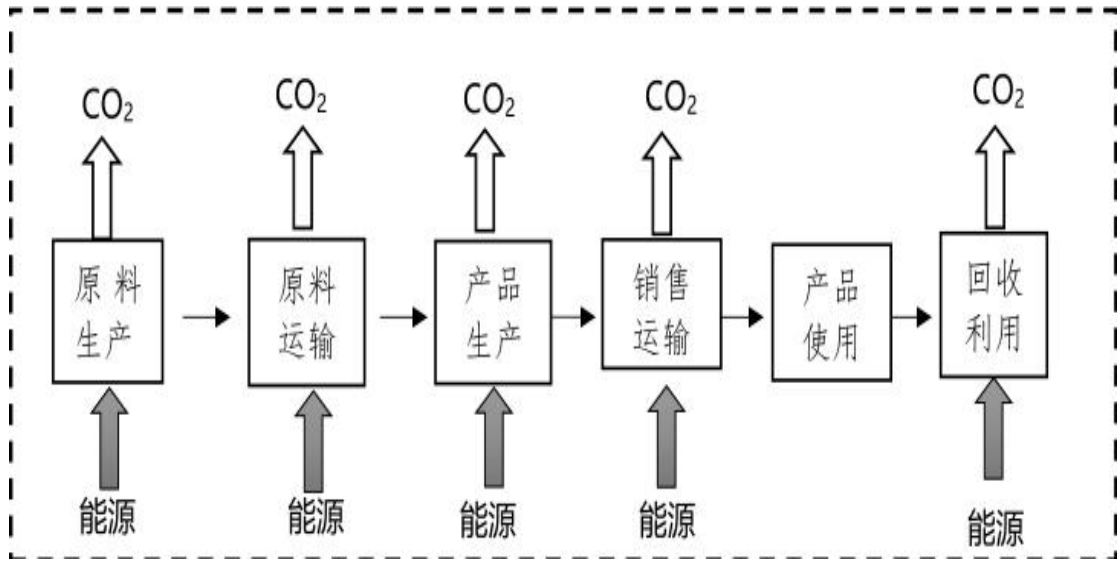 CO₂
CO₂
CO₂
CO₂
CO₂
原料
生产
原料
运输
产品
生产
销售
运输
产品
使用
回收
利用
能源
能源
能源
能源
能源